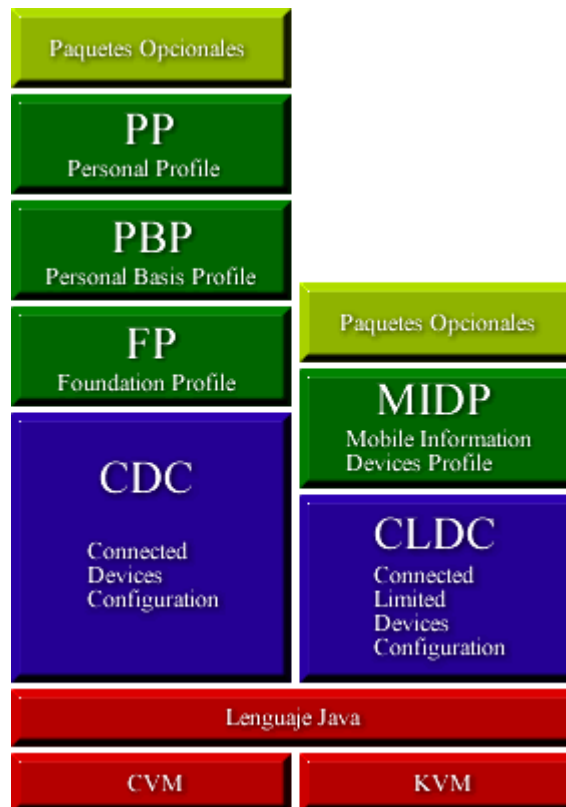 Paquetes Opcionales
PP
Personal Profile
PBP
Personal Basis Profile
FP
Foundation Profile
CDC
Connected
Devices
Configuration
Paquetes Opcionales
MIDP
Mobile Information
Devices Profile
CLDC
Connected
Limited
Devices
Configuration
Lenguaje Java
CVM
KVM